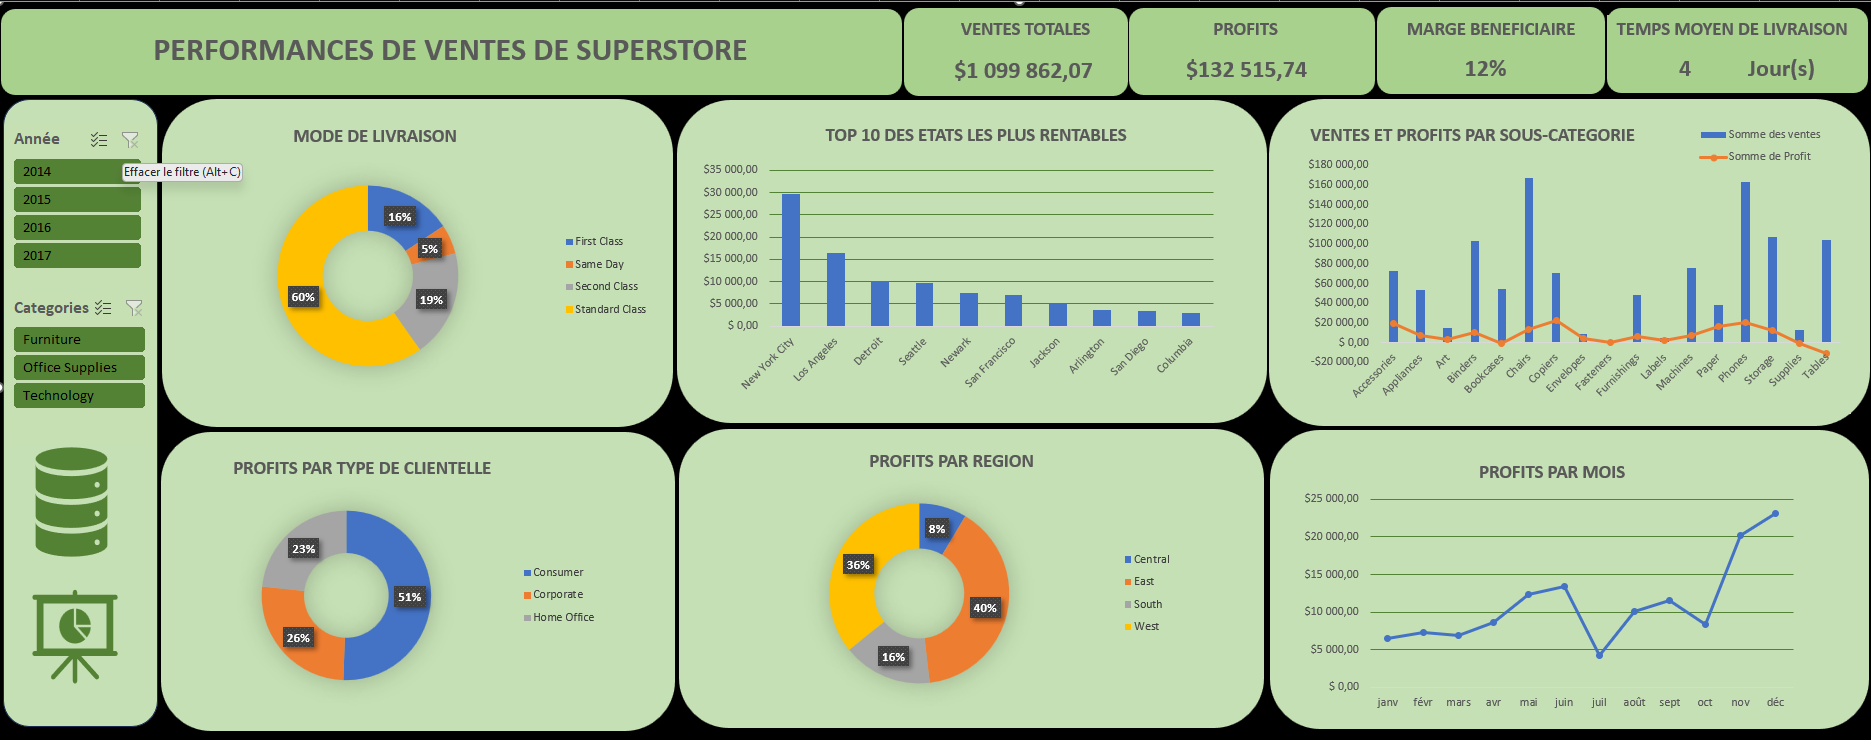 PERFORMANCES DE VENTES DE SUPERSTORE
VENTES TOTALES
$1 099 862,07
PROFITS
$132 515,74
MARGE BENEFICIAIRE
12%
TEMPS MOYEN DE LIVRAISON
4 Jour(s)
Année
2014
2015
2016
2017
Effacer le filtre (Alt+C)
Categories
Furniture
Office Supplies
Technology
MODE DE LIVRAISON
16%
5%
19%
60%
First Class
Same Day
Second Class
Standard Class
TOP 10 DES ETATS LES PLUS RENTABLES
$35 000,00
$30 000,00
$25 000,00
$20 000,00
$15 000,00
$10 000,00
$5 000,00
$ 0,00
New York City
Los Angeles
Detroit
Seattle
Newark
San Francisco
Jackson
Arlington
San Diego
Columbia
VENTES ET PROFITS PAR SOUS-CATEGORIE
Somme des ventes
Somme de Profit
$180 000,00
$160 000,00
$140 000,00
$120 000,00
$100 000,00
$80 000,00
$60 000,00
$40 000,00
$20 000,00
$ 0,00
-$20 000,00
Accessories
Appliances
Art
Binders
Bookcases
Chairs
Copiers
Envelopes
Fasteners
Furnishings
Labels
Machines
Paper
Phones
Storage
Supplies
Tables
PROFITS PAR TYPE DE CLIENTELLE
23%
51%
26%
Consumer
Corporate
Home Office
PROFITS PAR REGION
8%
36%
40%
16%
Central
East
South
West
PROFITS PAR MOIS
$25 000,00
$20 000,00
$15 000,00
$10 000,00
$5 000,00
$ 0,00
janv
févr
mars
avr
mai
juin
juil
août
sept
oct
nov
déc